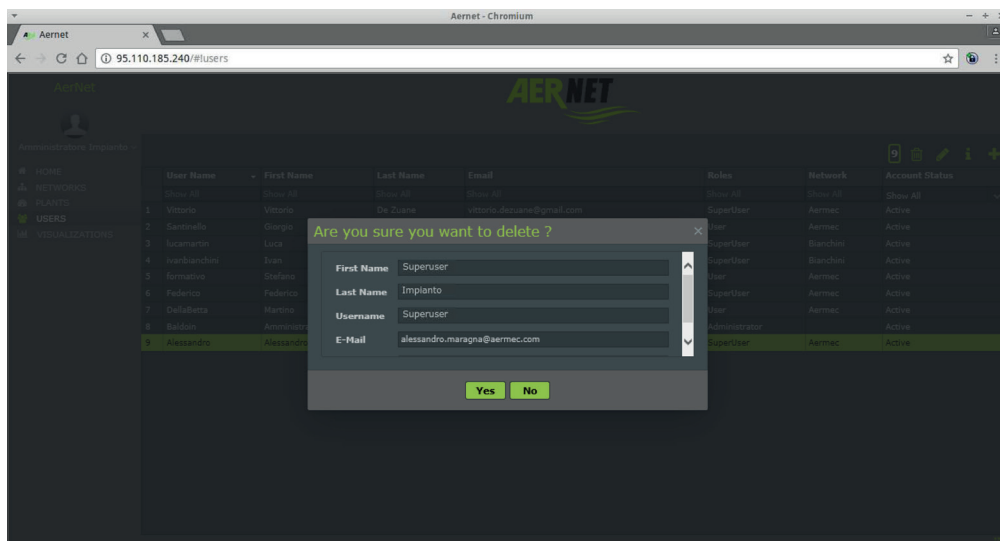 Aernet - Chromium
Aernet
95.110.185.240/#!users
AerNet
AERNET
Amministratore Impianto
9
HOME
NETWORKS
PLANTS
USERS
VISUALIZATIONS
User Name First Name Last Name Email Roles Network Account Status
Show All Show All Show All Show All Show All Show All Show All
1 Vittorio Vittorio De Zuane vittorio.dezuane@gmail.com SuperUser Aermec Active
2 Santinello Giorgio User Aermec Active
3 lucamartin Luca SuperUser Bianchini Active
4 ivanbianchini Ivan SuperUser Bianchini Active
5 formativo Stefano User Aermec Active
6 Federico Federico SuperUser Aermec Active
7 DellaBetta Martino User Aermec Active
8 Baldoin Administrator Active
9 Alessandro Alessandro SuperUser Aermec Active
Are you sure you want to delete ?
First Name Superuser
Last Name Impianto
Username Superuser
E-Mail alessandro.maragna@aermec.com
Yes No